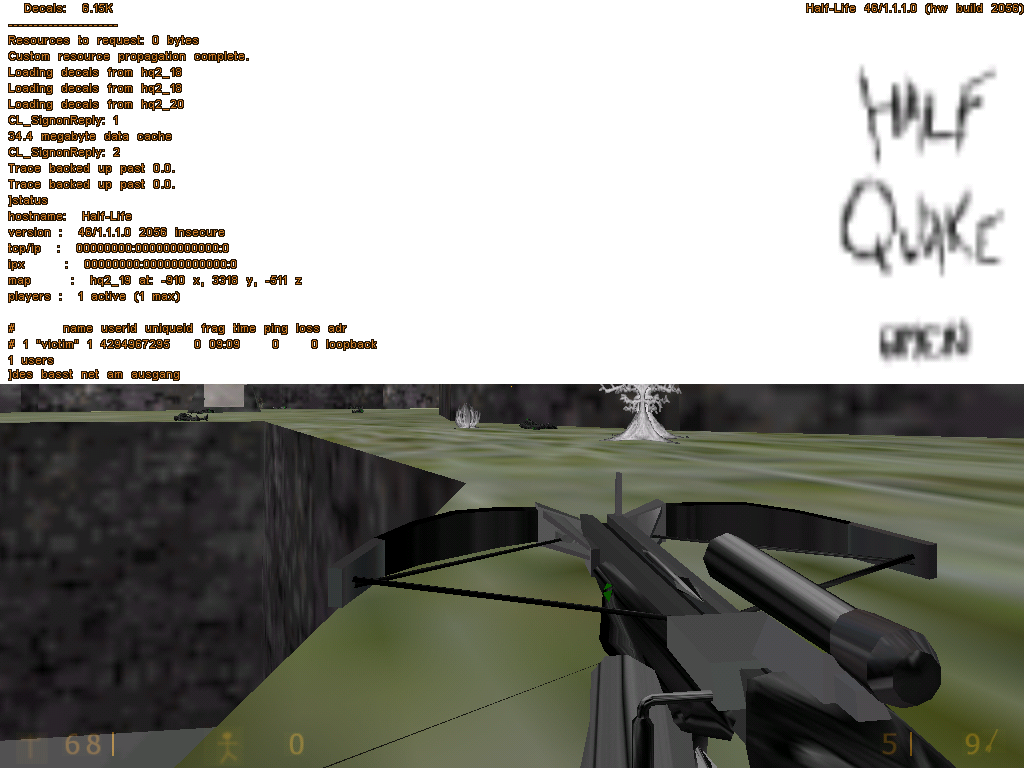 Decals: 6.15K
----------------------
Resources to request: 0 bytes
Custom resource propagation complete.
Loading decals from hq2_18
Loading decals from hq2_18
Loading decals from hq2_20
CL_SignonReply: 1
34.4 megabyte data cache
CL_SignonReply: 2
Trace backed up past 0.0.
Trace backed up past 0.0.
]status
hostname: Half-Life
version : 46/1.1.1.0 2056 insecure
tcp/ip : 00000000:000000000000:0
ipx : 00000000:000000000000:0
map : hq2_19 at: -910 x, 3318 y, -511 z
players : 1 active (1 max)
# name userid uniqueid frag time ping loss adr
# 1 "victim" 1 4294967295 0 09:09 0 0 loopback
1 users
]des basst net am ausgang
Half-Life 46/1.1.1.0 (hw build 2056)
HALF
QUAKE
AMEN
68|
0
5| 9